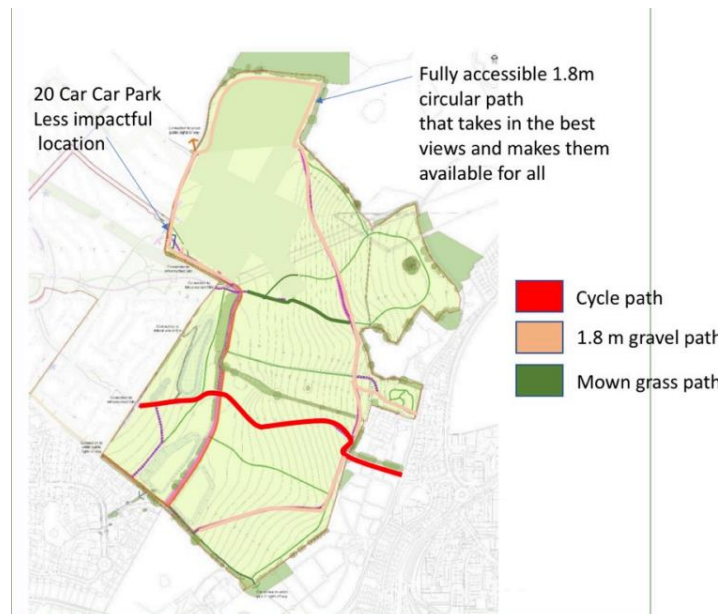 20 Car Car Park
Less impactful
location
Fully accessible 1.8m
circular path
that takes in the best
views and makes them
available for all
Cycle path
1.8 m gravel path
Mown grass path